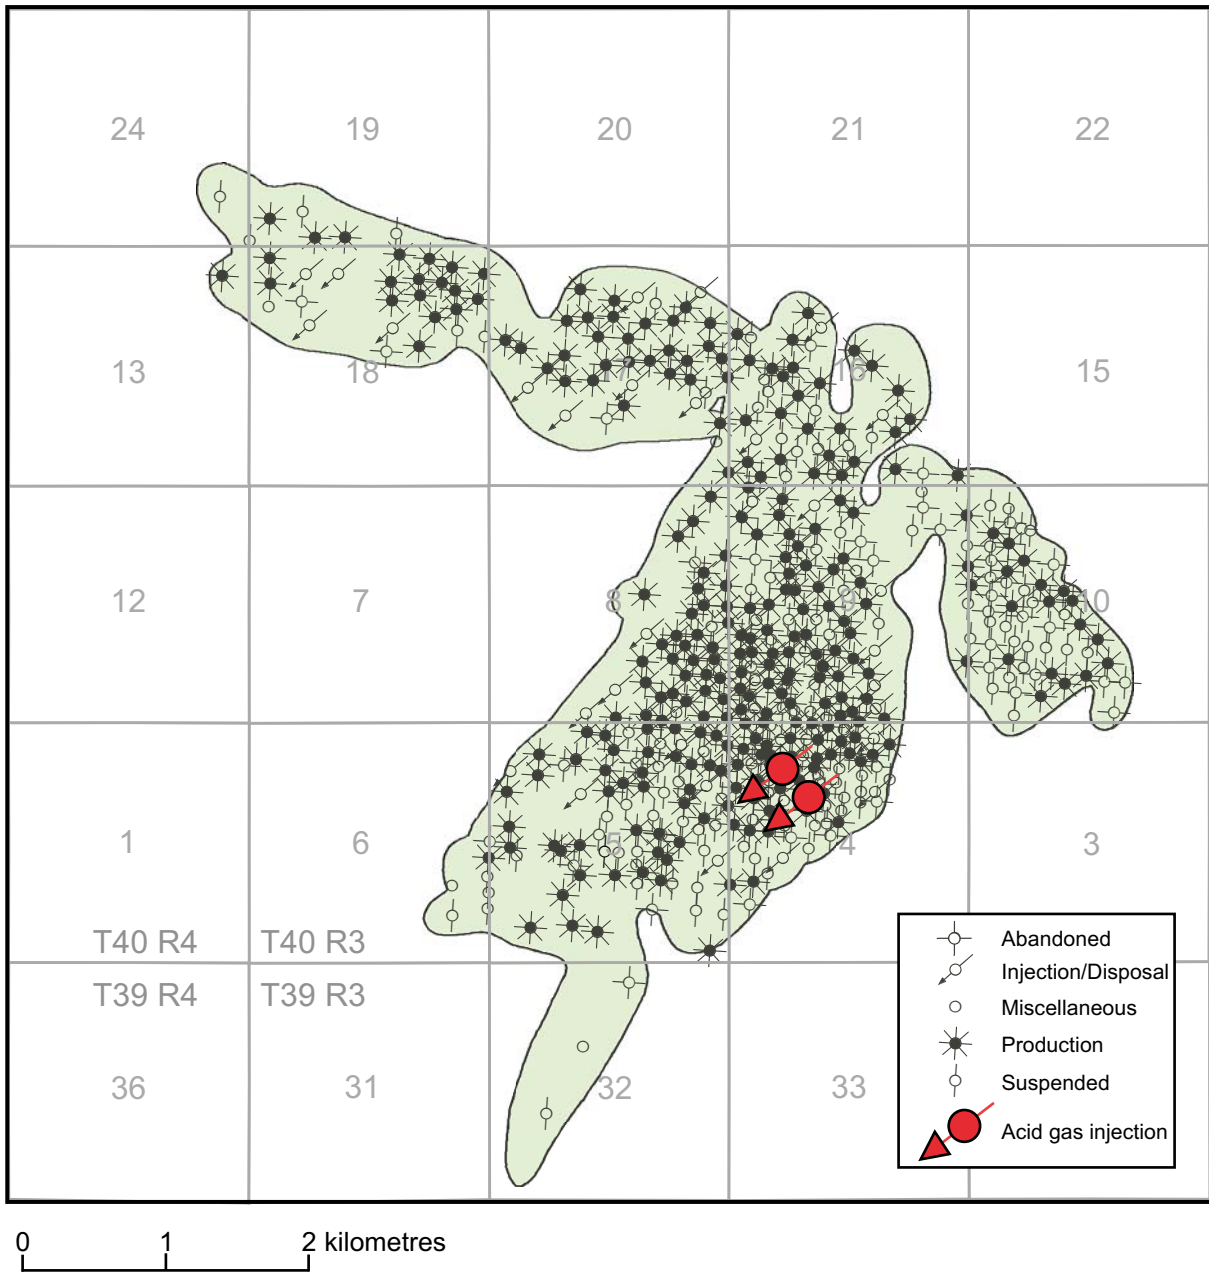 24 19 20 21 22
13 18 17 16 15
12 7 8 9 10
1 6 5 4 3
T40 R4 T40 R3
T39 R4 T39 R3
36 31 32 33
Abandoned
Injection/Disposal
Miscellaneous
Production
Suspended
Acid gas injection
0 1 2 kilometres